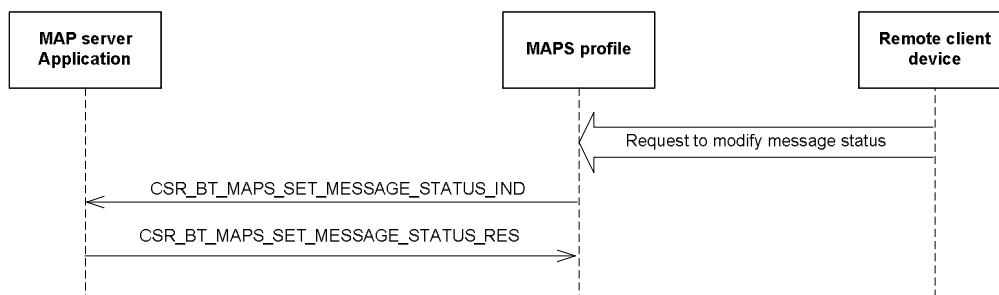 MAP server
Application
MAPS profile
Remote client
device
Request to modify message status
CSR_BT_MAPS_SET_MESSAGE_STATUS_IND
CSR_BT_MAPS_SET_MESSAGE_STATUS_RES